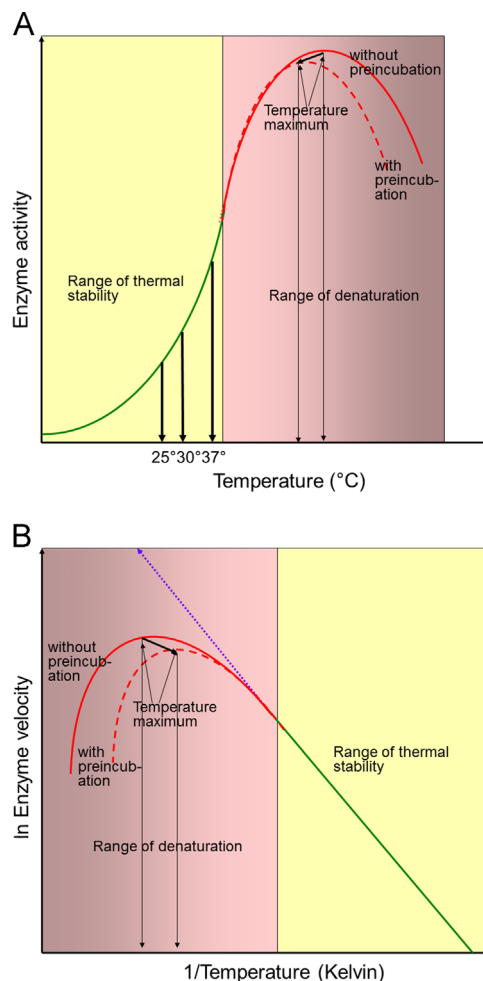 A
without
preincubation
Temperature
maximum
with
preincub-
ation
Enzyme activity
Range of thermal
stability
Range of denaturation
25°30°37°
Temperature (°C)
B
without
preincub-
ation
Temperature
maximum
with
preincub-
ation
ln Enzyme velocity
Range of thermal
stability
Range of denaturation
1/Temperature (Kelvin)